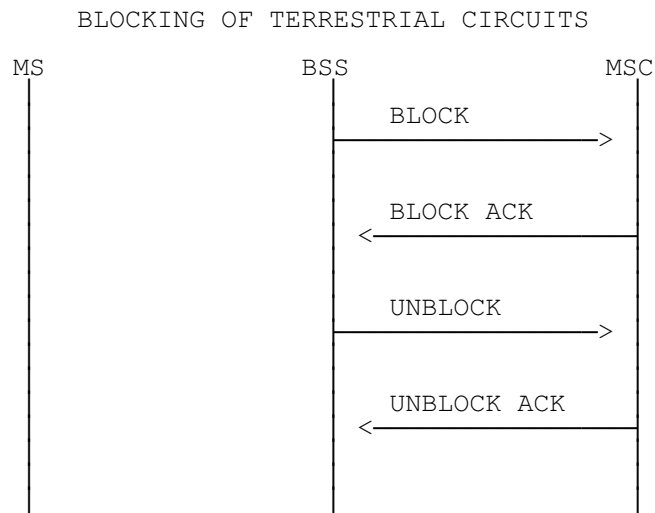 BLOCKING OF TERRESTRIAL CIRCUITS
MS BSS MSC
BLOCK
BLOCK ACK
UNBLOCK
UNBLOCK ACK